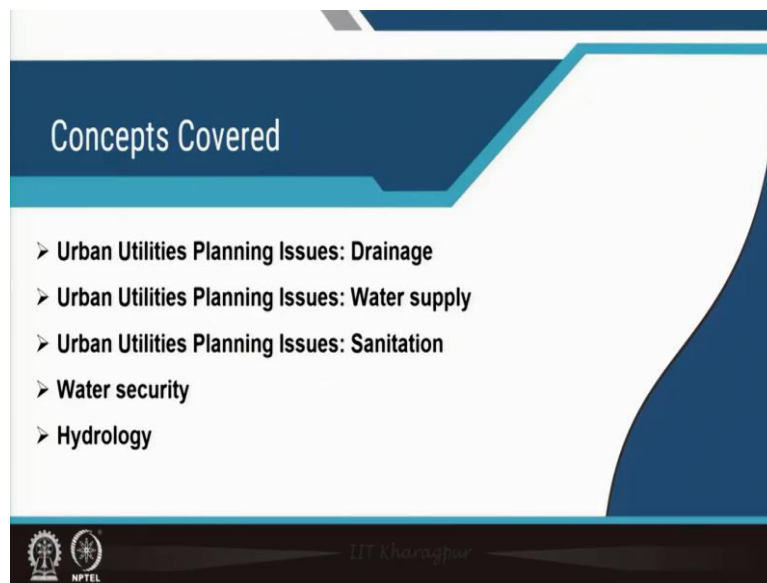 Concepts Covered
➢ Urban Utilities Planning Issues: Drainage
➢ Urban Utilities Planning Issues: Water supply
➢ Urban Utilities Planning Issues: Sanitation
➢ Water security
➢ Hydrology
IIT Kharagpur
NPTEL